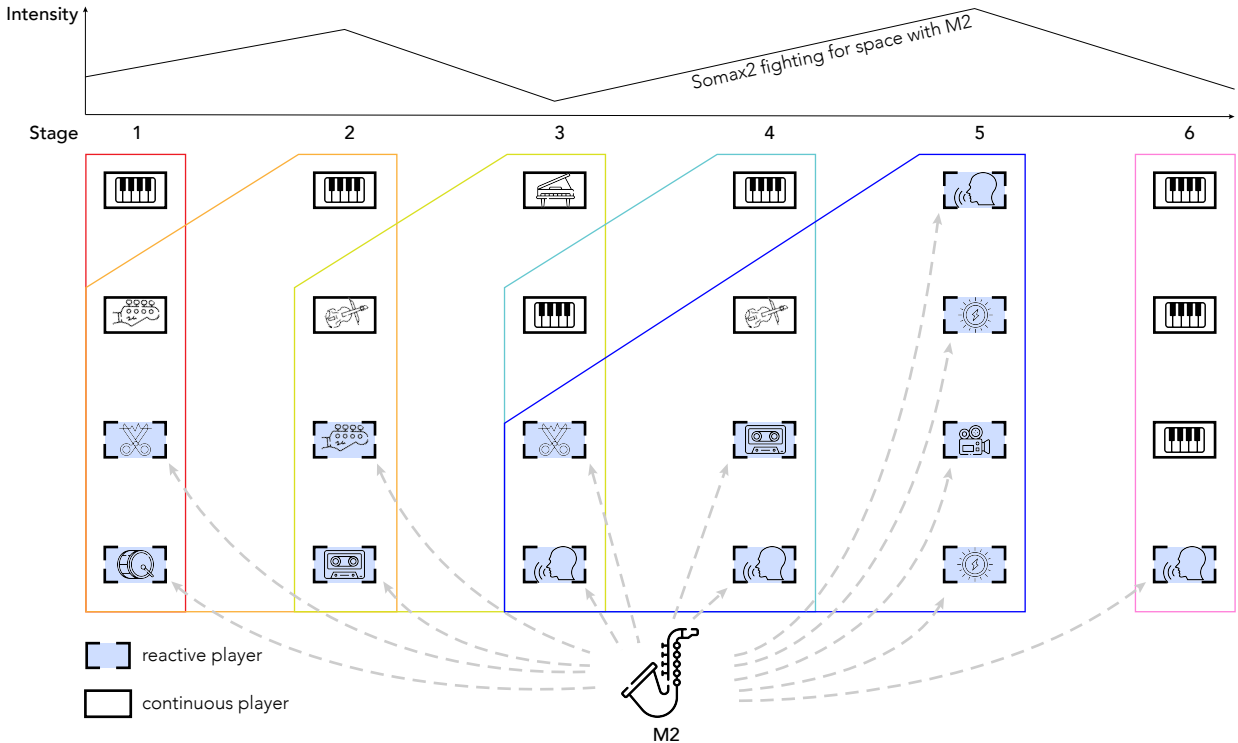 Intensity
Somax2 fighting for space with M2
Stage 1 2 3 4 5 6
reactive player
continuous player
M2